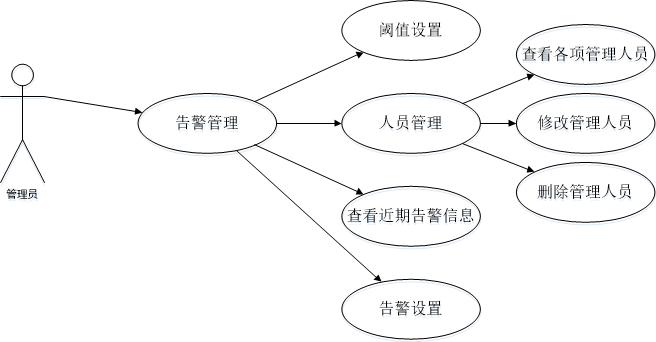 阈值设置
查看各项管理人员
告警管理
人员管理
修改管理人员
删除管理人员
管理员
查看近期告警信息
告警设置